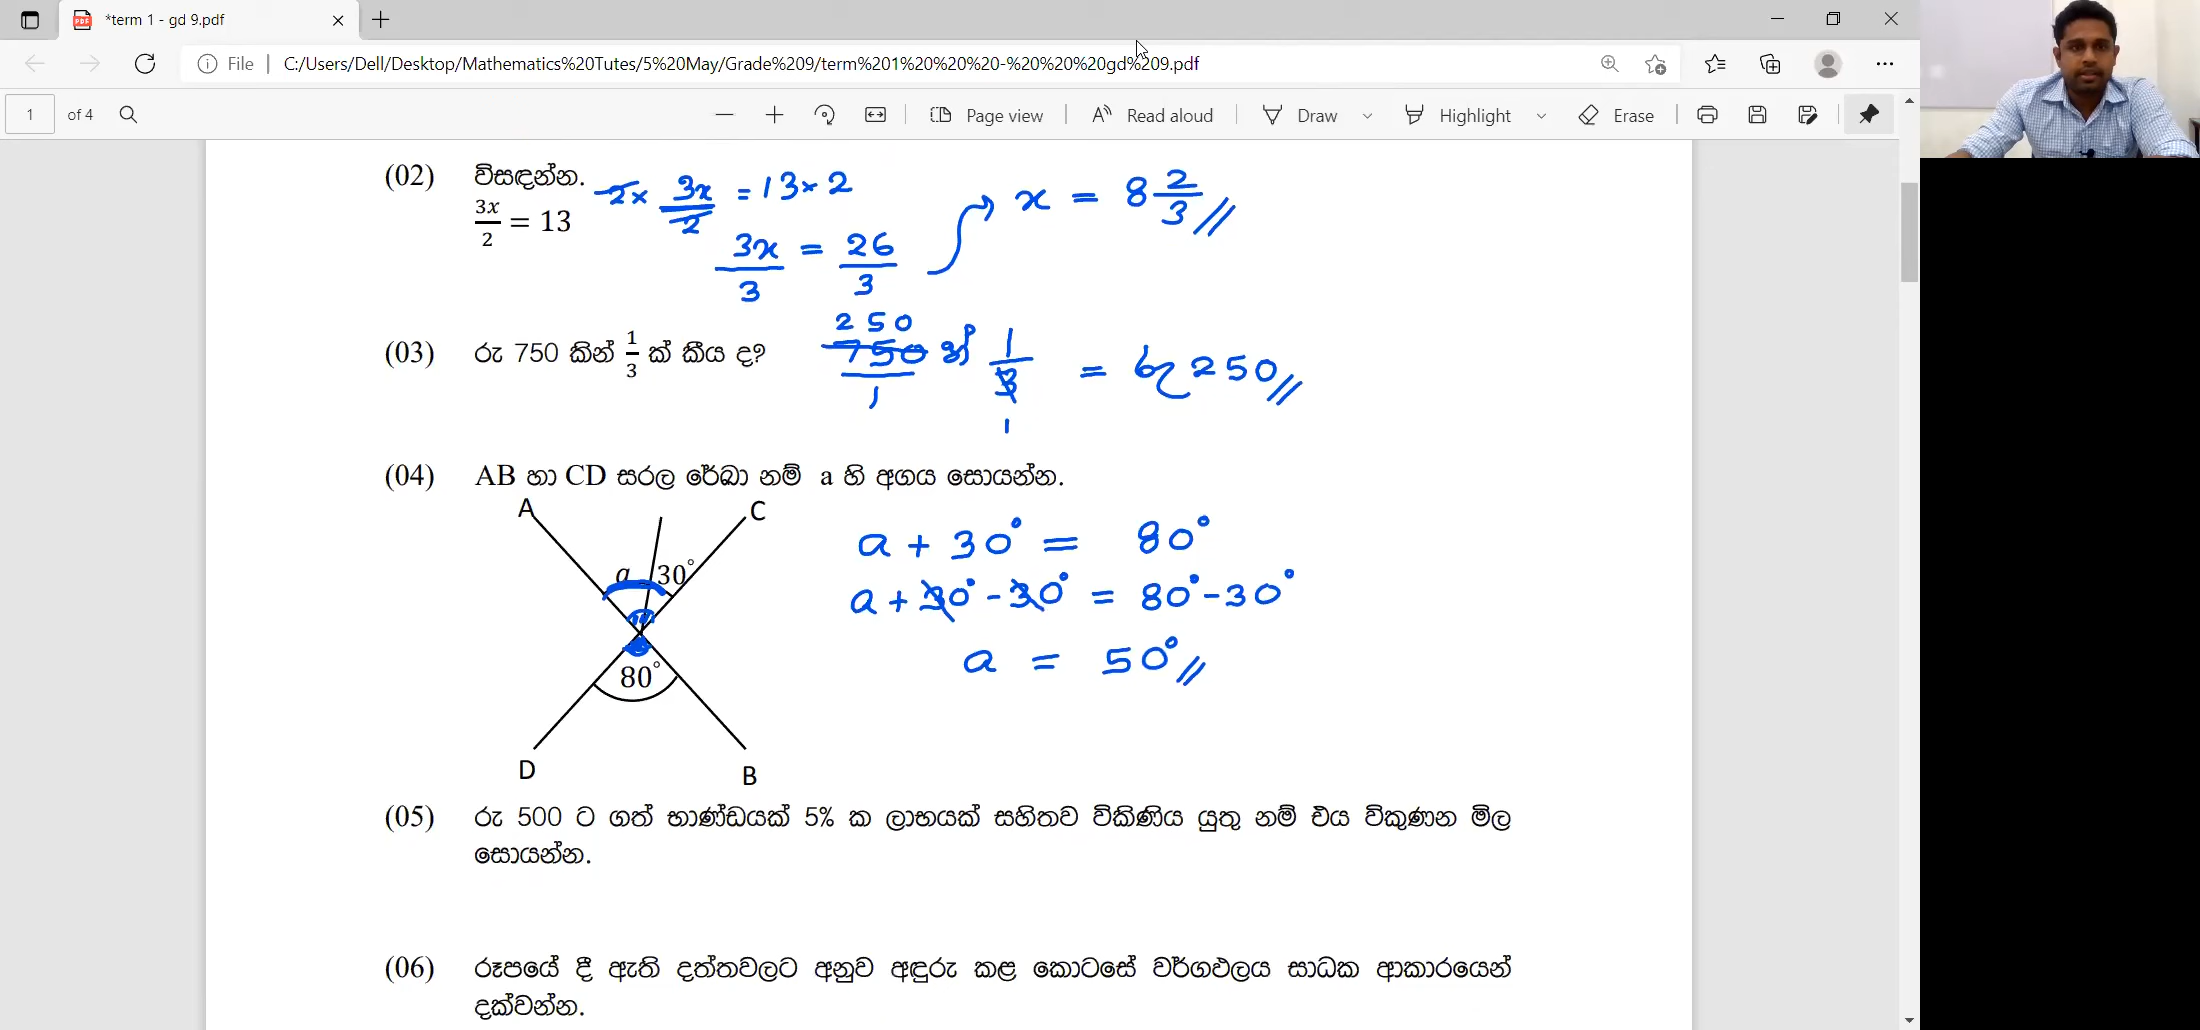 *term 1 - gd 9.pdf
File | C:/Users/Dell/Desktop/Mathematics%20Tutes/5%20May/Grade%209/term%201%20%20%20-%20%20%20gd%209.pdf
1 of 4 Page view Read aloud Draw Highlight Erase
(02) විසඳන්න.
3x/2 = 13
2 × 3x/2 = 13 × 2
3x/3 = 26/3
x = 8 2/3 //
(03) රු 750 කින් 1/3 ක් කීය ද?
250
750/1 න් 1/3 = රු 250 //
1
(04) AB හා CD සරල රේඛා නම් a හි අගය සොයන්න.
A C
a 30°
80°
D B
a + 30° = 80°
a + 30° - 30° = 80° - 30°
a = 50° //
(05) රු 500 ට ගත් භාණ්ඩයක් 5% ක ලාභයක් සහිතව විකිණිය යුතු නම් එය විකුණන මිල
සොයන්න.
(06) රූපයේ දී ඇති දත්තවලට අනුව අඳුරු කළ කොටසේ වර්ගඵලය සාධක ආකාරයෙන්
දක්වන්න.